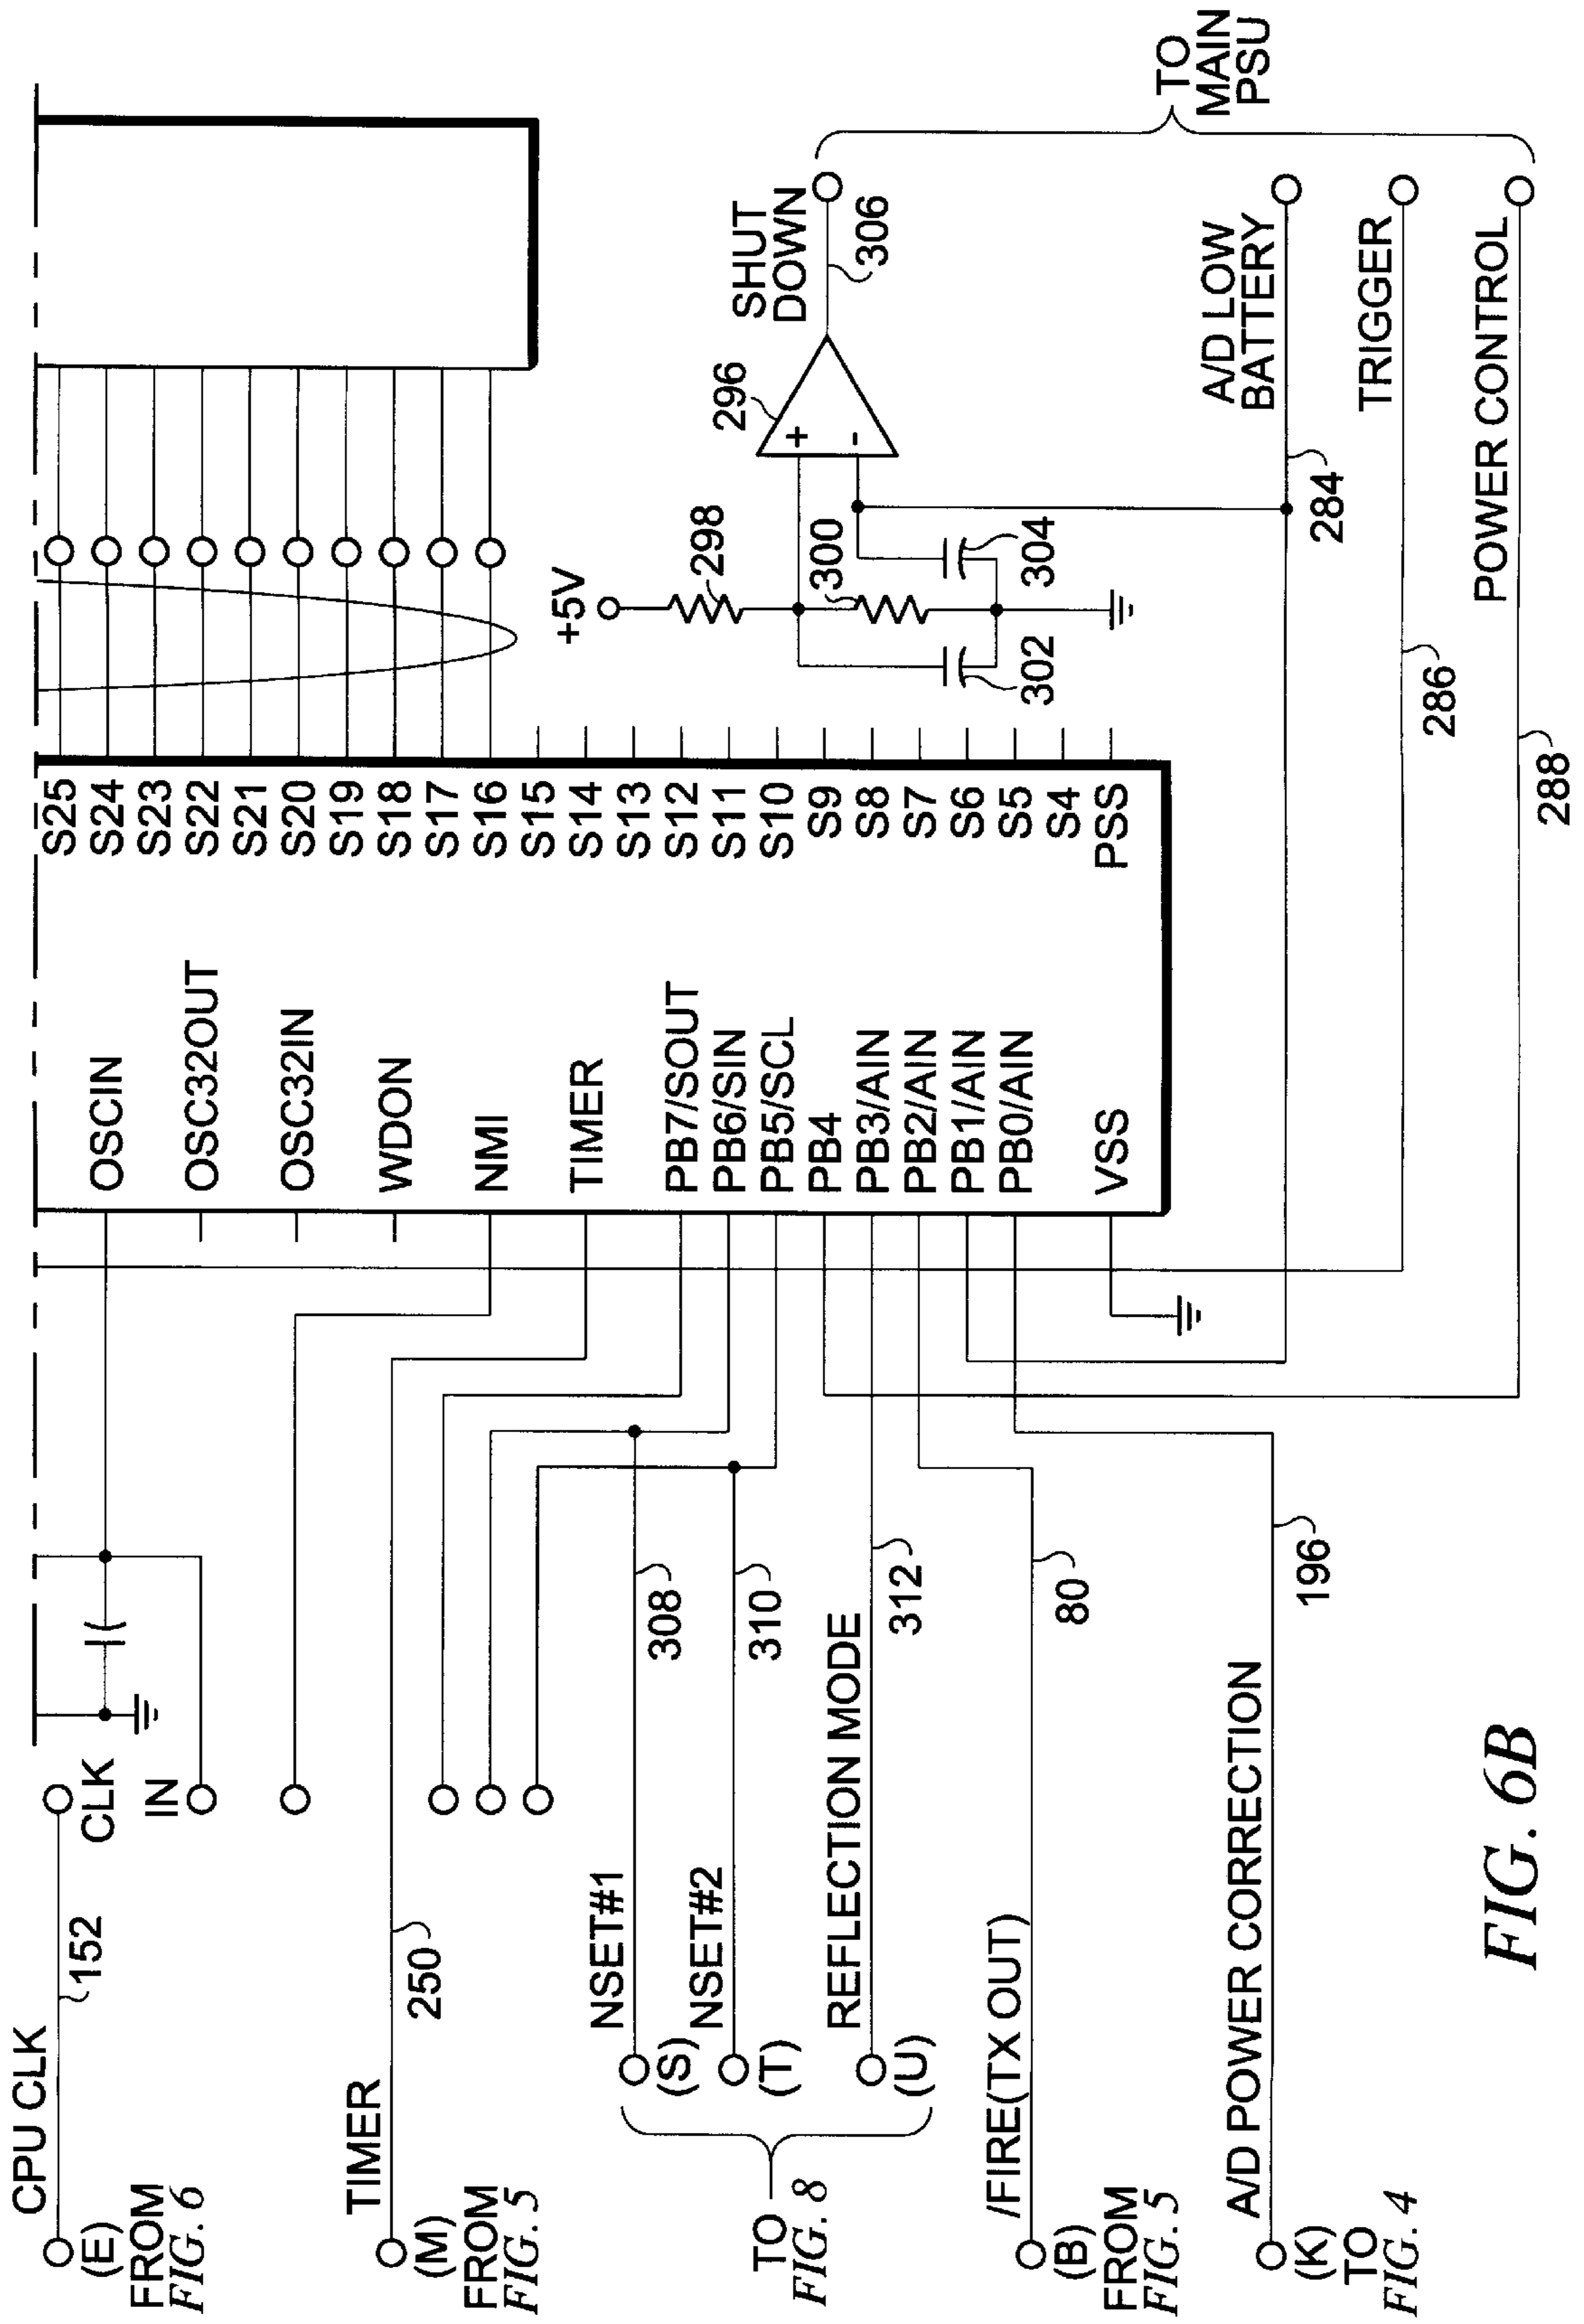 CPU CLK
152
(E)
FROM
FIG. 6
CLK
IN
TIMER
250
(M)
FROM
FIG. 5
NSET#1
308
(S)
NSET#2
310
(T)
REFLECTION MODE
312
(U)
TO
FIG. 8
/FIRE(TX OUT)
80
(B)
FROM
FIG. 5
A/D POWER CORRECTION
196
(K)
TO
FIG. 4
OSCIN
OSC32OUT
OSC32IN
WDON
NMI
TIMER
PB7/SOUT
PB6/SIN
PB5/SCL
PB4
PB3/AIN
PB2/AIN
PB1/AIN
PB0/AIN
VSS
S25
S24
S23
S22
S21
S20
S19
S18
S17
S16
S15
S14
S13
S12
S11
S10
S9
S8
S7
S6
S5
S4
PSS
+5V
298
300
302
304
296
+
-
SHUT
DOWN
306
A/D LOW
BATTERY
284
TRIGGER
286
POWER CONTROL
288
TO
MAIN
PSU
FIG. 6B